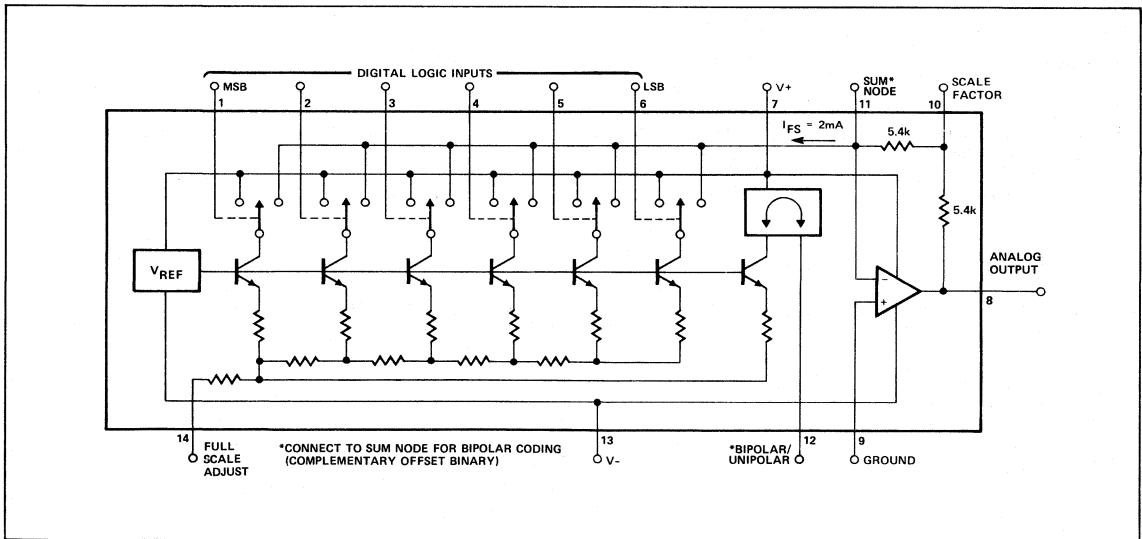 DIGITAL LOGIC INPUTS
MSB
LSB
V+
SUM*
NODE
SCALE
FACTOR
1
2
3
4
5
6
7
11
10
IFS = 2mA
5.4k
5.4k
VREF
ANALOG
OUTPUT
8
−
+
14
FULL
SCALE
ADJUST
*CONNECT TO SUM NODE FOR BIPOLAR CODING
(COMPLEMENTARY OFFSET BINARY)
13
V-
*BIPOLAR/
UNIPOLAR
12
9
GROUND